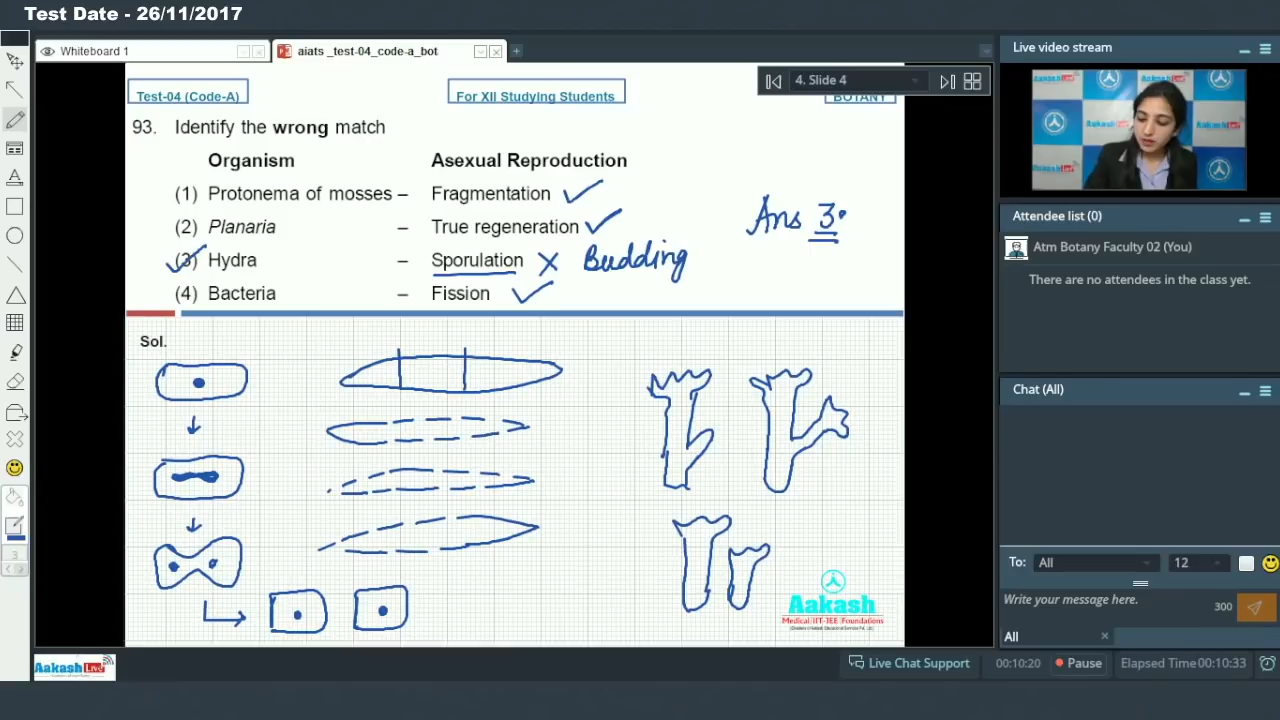 Test Date - 26/11/2017
Whiteboard 1
aiats _test-04_code-a_bot
Live video stream
4. Slide 4
Test-04 (Code-A)
For XII Studying Students
BOTANY
93. Identify the wrong match
Organism Asexual Reproduction
(1) Protonema of mosses – Fragmentation
(2) Planaria – True regeneration
(3) Hydra – Sporulation Budding
(4) Bacteria – Fission
Ans 3.
Sol.
Attendee list (0)
Atm Botany Faculty 02 (You)
There are no attendees in the class yet.
Chat (All)
To: All 12
Write your message here.
300
All
Aakash
Medical|IIT-JEE|Foundations
Aakash Live
Live Chat Support 00:10:20 Pause Elapsed Time 00:10:33
3